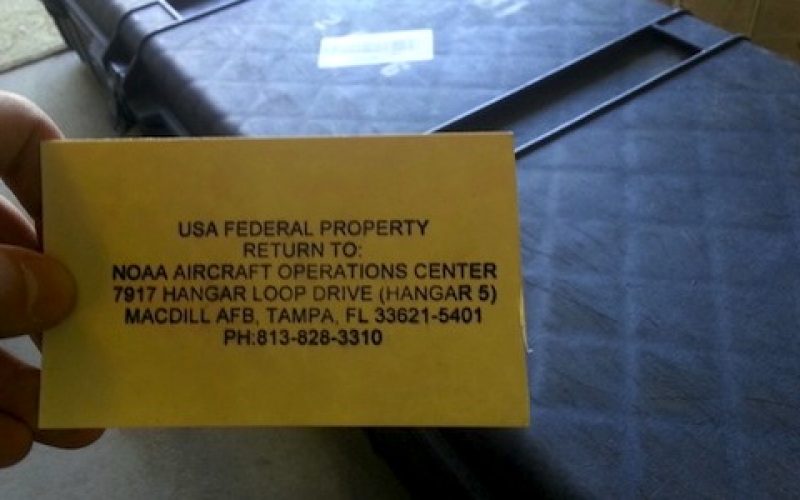 USA FEDERAL PROPERTY
RETURN TO:
NOAA AIRCRAFT OPERATIONS CENTER
7917 HANGAR LOOP DRIVE (HANGAR 5)
MACDILL AFB, TAMPA, FL 33621-5401
PH:813-828-3310